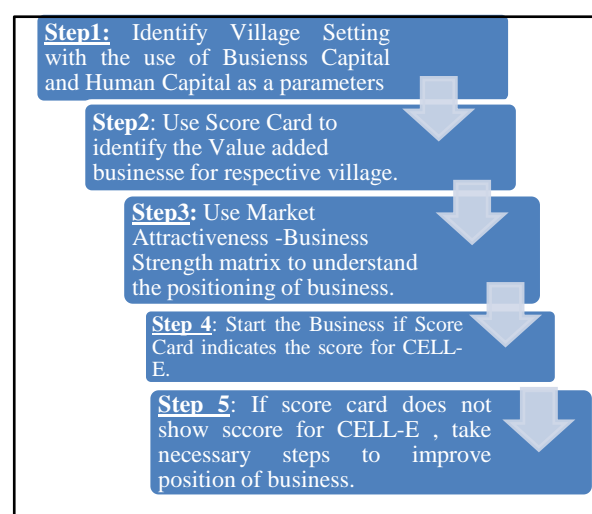 Step1: Identify Village Setting
with the use of Busienss Capital
and Human Capital as a parameters
Step2: Use Score Card to
identify the Value added
businesse for respective village.
Step3: Use Market
Attractiveness -Business
Strength matrix to understand
the positioning of business.
Step 4: Start the Business if Score
Card indicates the score for CELL-
E.
Step 5: If score card does not
show sccore for CELL-E , take
necessary steps to improve
position of business.